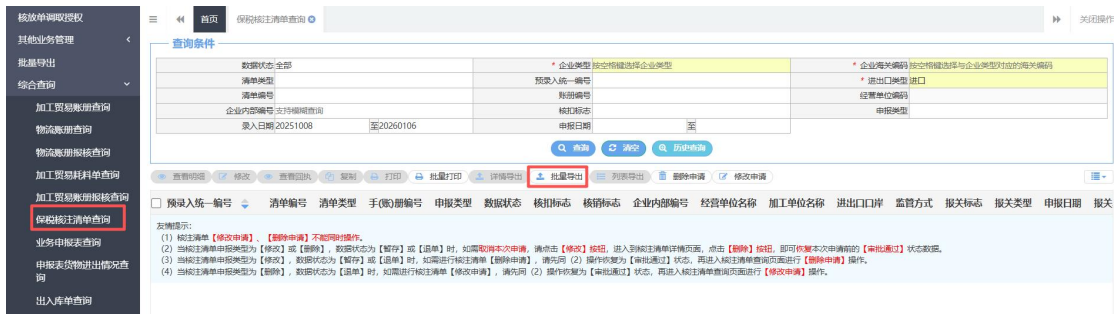 核放单调取授权
其他业务管理
批量导出
综合查询
加工贸易账册查询
物流账册查询
物流账册报核查询
加工贸易耗料单查询
加工贸易账册报核查询
保税核注清单查询
业务申报表查询
申报表货物进出情况查
询
出入库单查询
首页 保税核注清单查询 关闭操作
查询条件
数据状态 全部 * 企业类型 按空格键选择企业类型 * 企业海关编码 按空格键选择与企业类型对应的海关编码
清单类型 预录入统一编号 * 进出口类型 进口
清单编号 账册编号 经营单位编码
企业内部编号 支持模糊查询 核扣标志 申报类型
录入日期 20251008 至 20260106 申报日期 至
查询 清空 历史查询
查看明细 修改 查看回执 复制 打印 批量打印 详情导出 批量导出 列表导出 删除申请 修改申请
预录入统一编号 清单编号 清单类型 手(账)册编号 申报类型 数据状态 核扣标志 核销标志 企业内部编号 经营单位名称 加工单位名称 进出口口岸 监管方式 报关标志 报关类型 申报日期 报关
友情提示：
（1）核注清单【修改申请】、【删除申请】不能同时操作。
（2）当核注清单申报类型为【修改】或【删除】，数据状态为【暂存】或【退单】时，如需取消本次申请，请点击【修改】按钮，进入到核注清单详情页面，点击【删除】按钮，即可恢复本次申请前的【审批通过】状态数据。
（3）当核注清单申报类型为【修改】，数据状态为【暂存】或【退单】时，如需进行核注清单【删除申请】，请先同（2）操作恢复为【审批通过】状态，再进入核注清单查询页面进行【删除申请】操作。
（4）当核注清单申报类型为【删除】，数据状态为【退单】时，如需进行核注清单【修改申请】，请先同（2）操作恢复为【审批通过】状态，再进入核注清单查询页面进行【修改申请】操作。